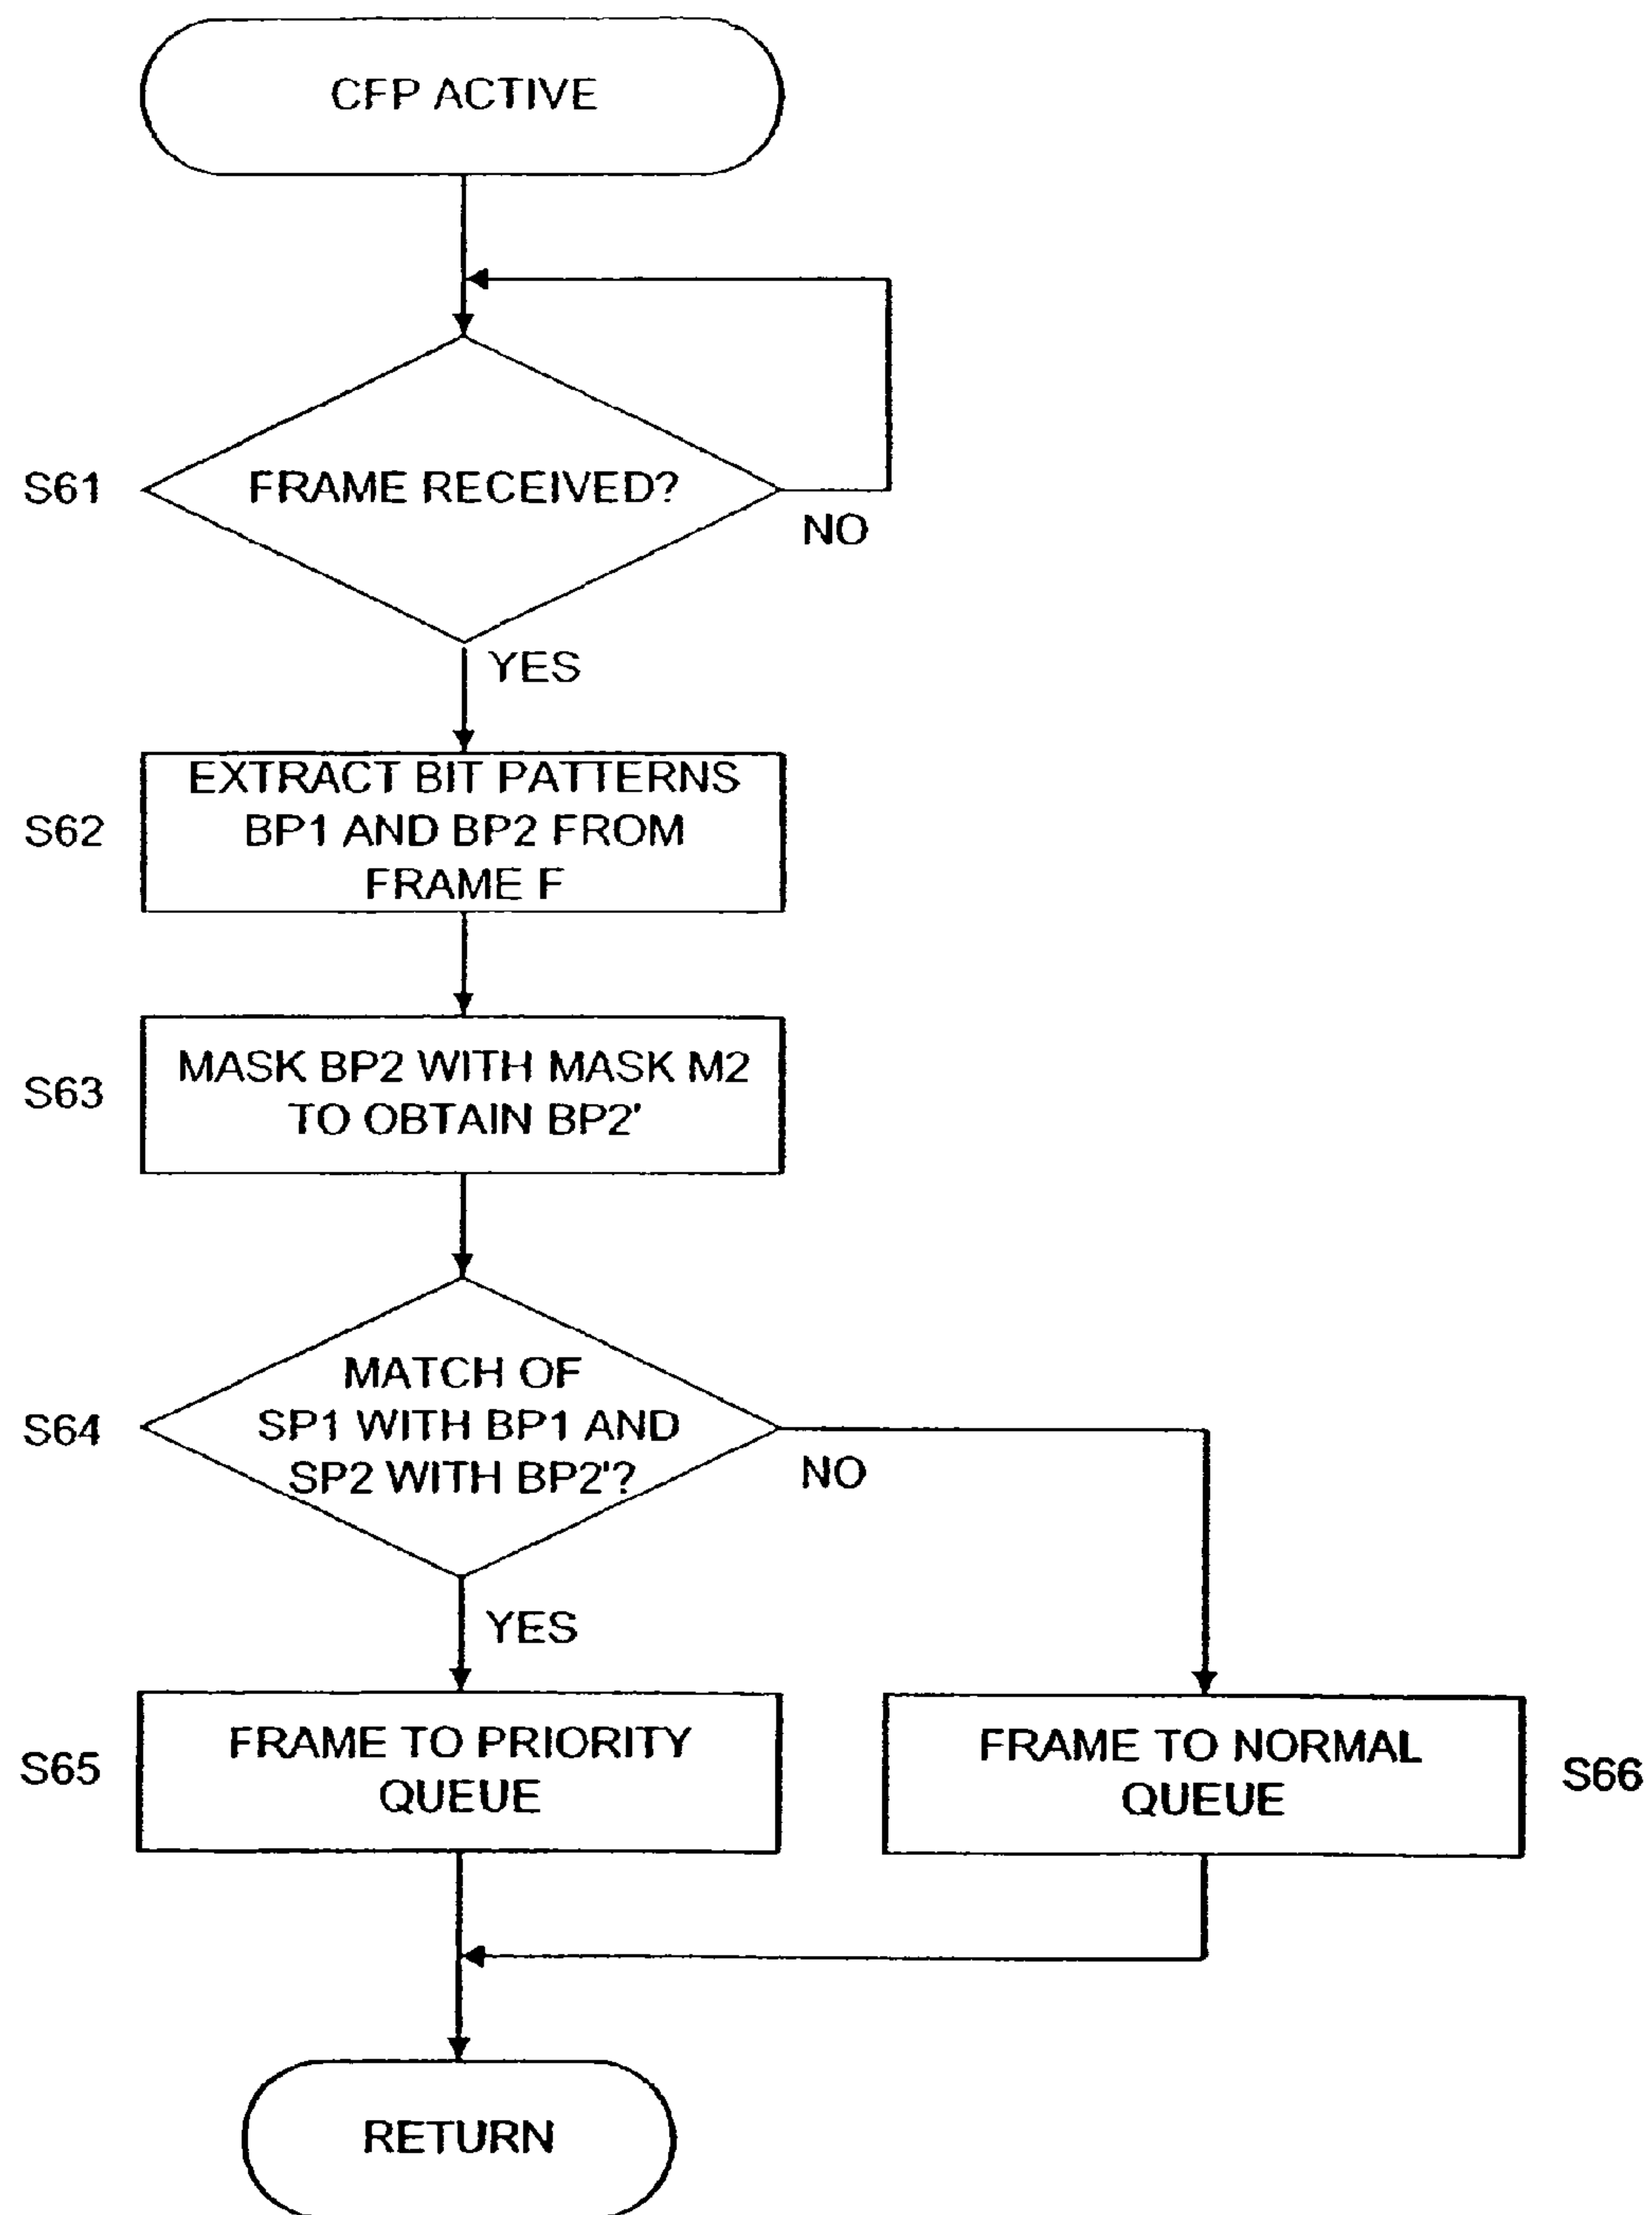 CFP ACTIVE
S61
FRAME RECEIVED?
NO
YES
S62
EXTRACT BIT PATTERNS
BP1 AND BP2 FROM
FRAME F
S63
MASK BP2 WITH MASK M2
TO OBTAIN BP2'
S64
MATCH OF
SP1 WITH BP1 AND
SP2 WITH BP2'?
NO
YES
S65
FRAME TO PRIORITY
QUEUE
FRAME TO NORMAL
QUEUE
S66
RETURN